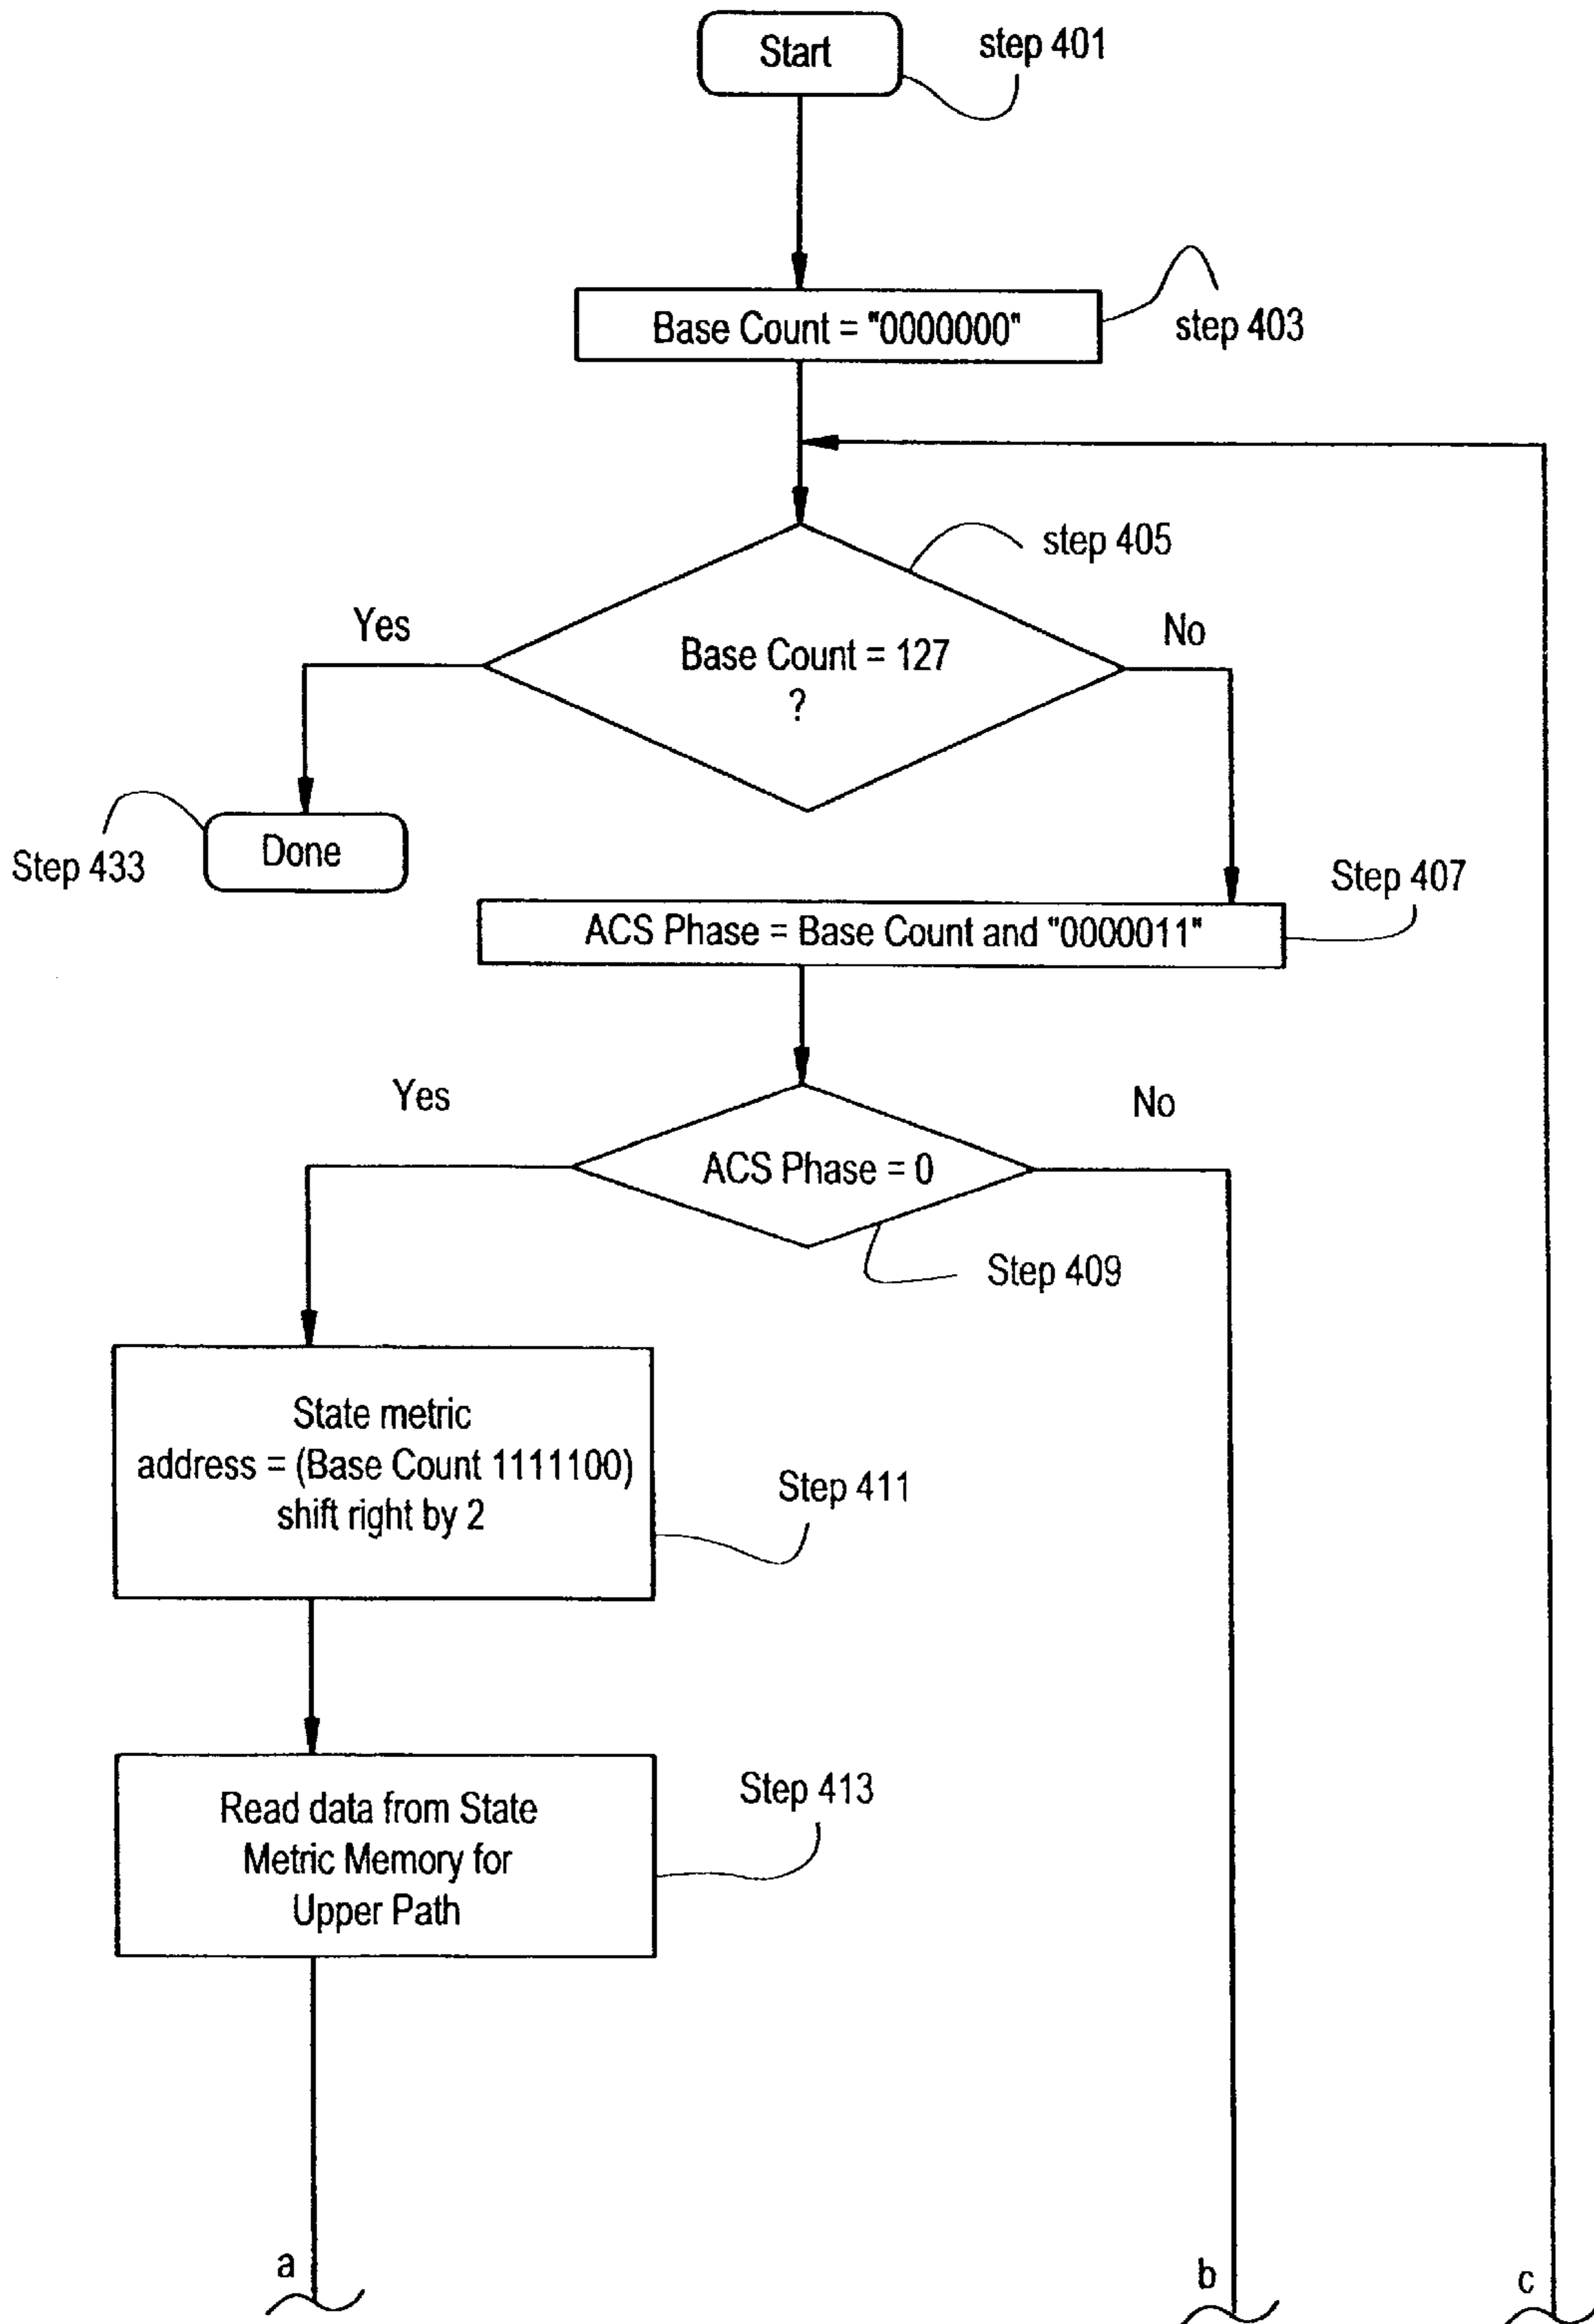 Start
step 401
Base Count = "0000000"
step 403
step 405
Yes
No
Base Count = 127
?
Step 433
Done
Step 407
ACS Phase = Base Count and "0000011"
Yes
No
ACS Phase = 0
Step 409
State metric
address = (Base Count 1111100)
shift right by 2
Step 411
Read data from State
Metric Memory for
Upper Path
Step 413
a
b
c